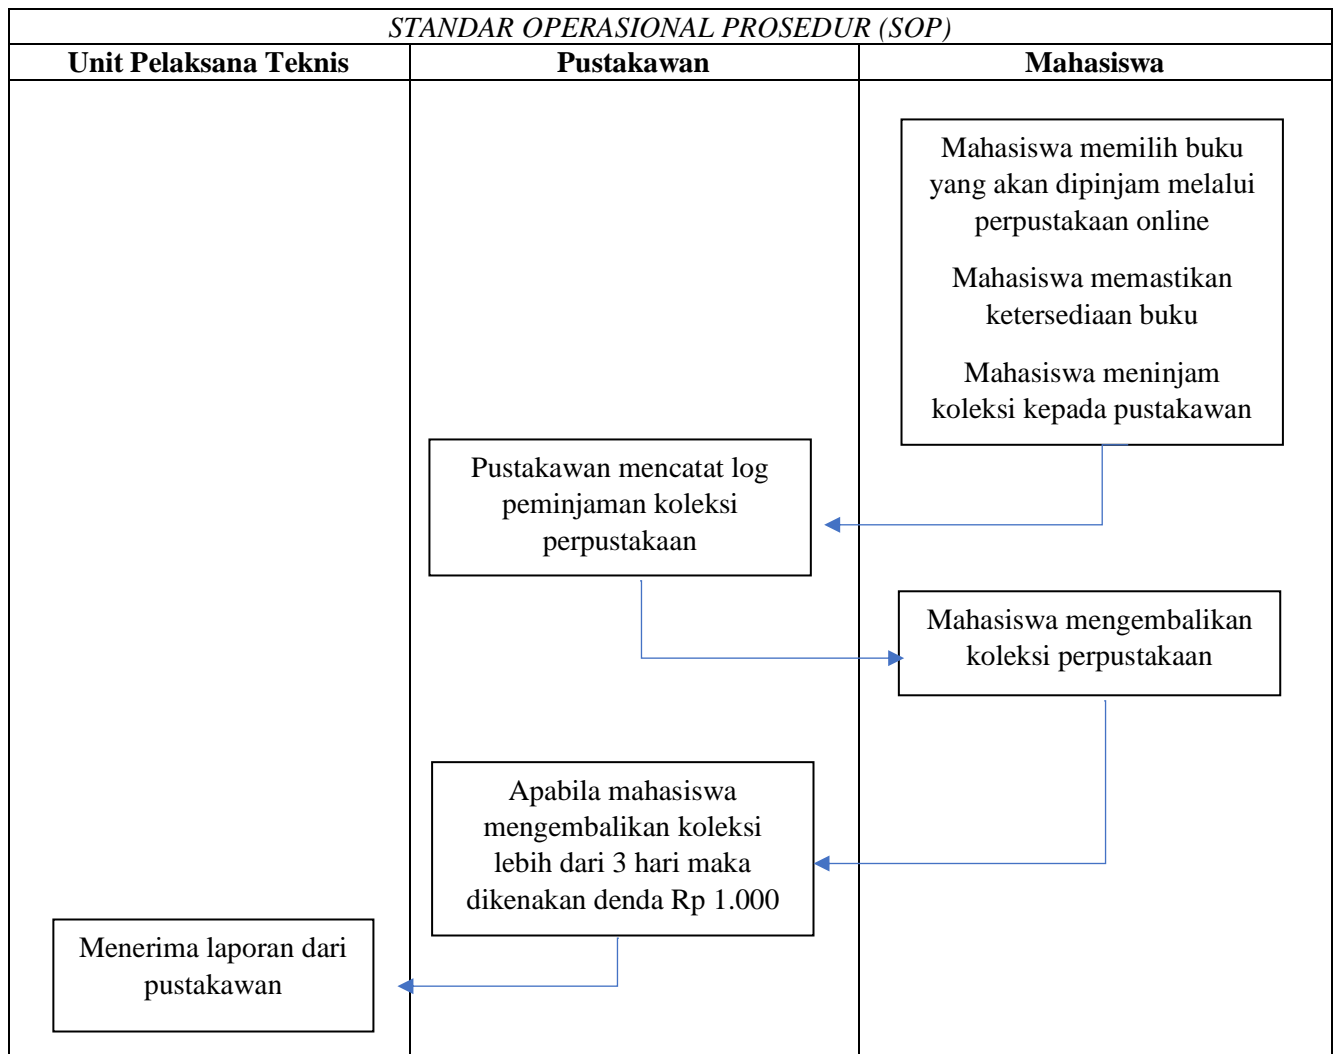 STANDAR OPERASIONAL PROSEDUR (SOP)
Unit Pelaksana Teknis
Pustakawan
Mahasiswa
Mahasiswa memilih buku
yang akan dipinjam melalui
perpustakaan online
Mahasiswa memastikan
ketersediaan buku
Mahasiswa meninjam
koleksi kepada pustakawan
Pustakawan mencatat log
peminjaman koleksi
perpustakaan
Mahasiswa mengembalikan
koleksi perpustakaan
Apabila mahasiswa
mengembalikan koleksi
lebih dari 3 hari maka
dikenakan denda Rp 1.000
Menerima laporan dari
pustakawan